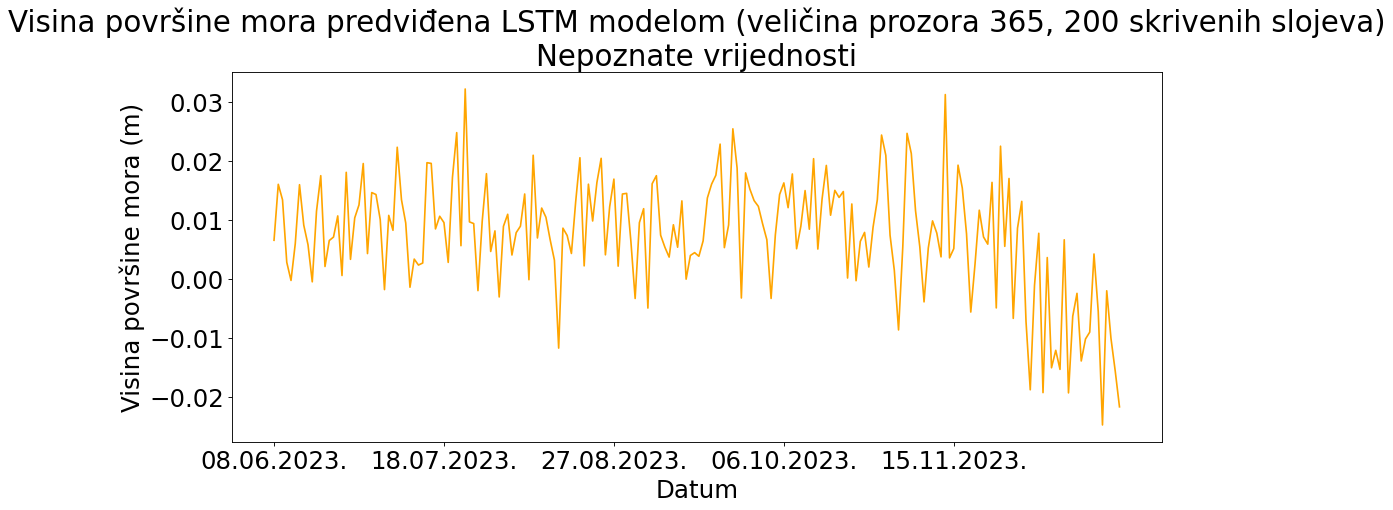 Visina površine mora predviđena LSTM modelom (veličina prozora 365, 200 skrivenih slojeva)
Nepoznate vrijednosti
Visina površine mora (m)
0.03
0.02
0.01
0.00
−0.01
−0.02
08.06.2023. 18.07.2023. 27.08.2023. 06.10.2023. 15.11.2023.
Datum